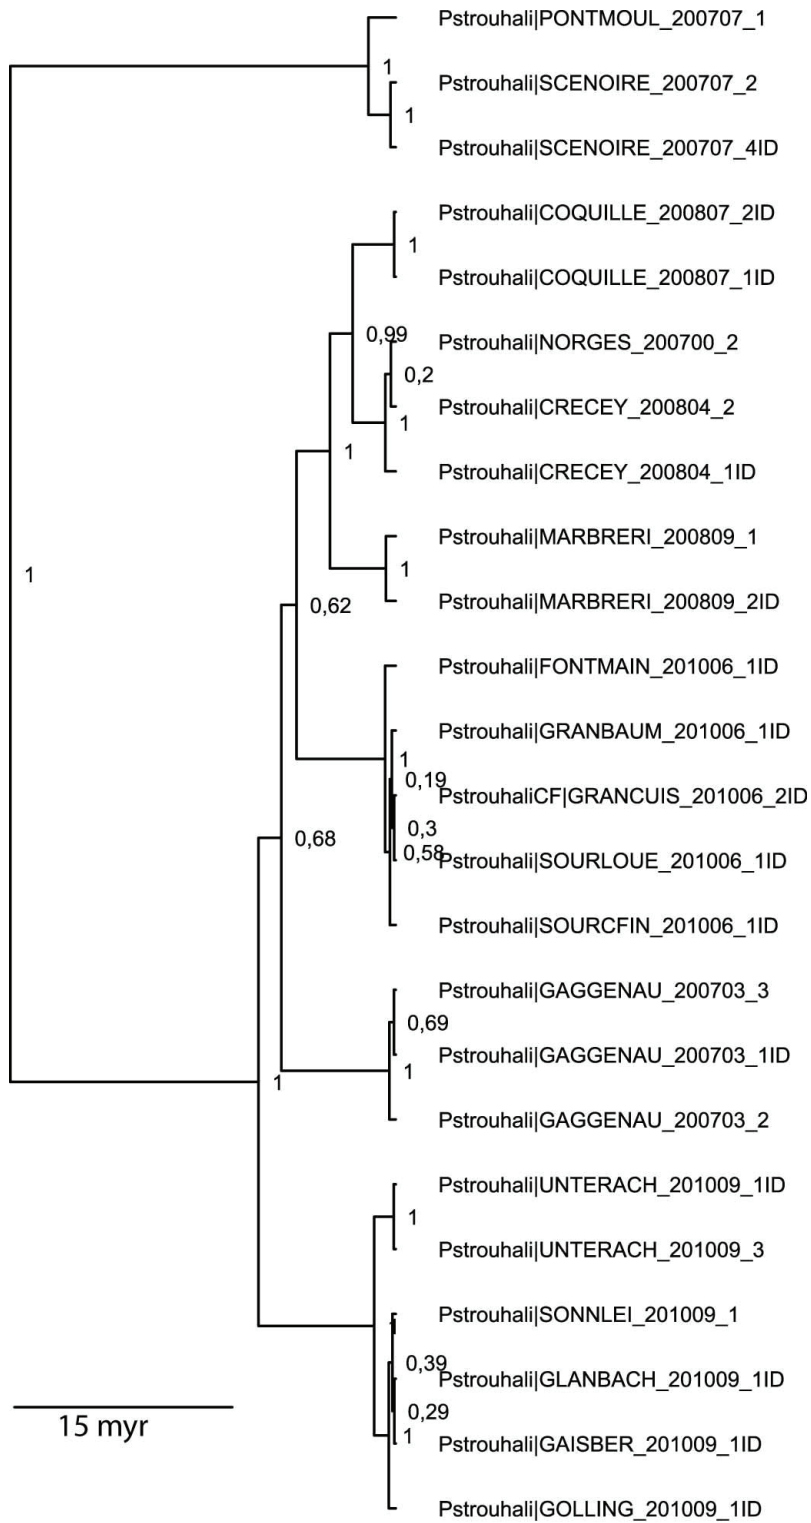 Pstrouhali|PONTMOUL_200707_1
1
Pstrouhali|SCENOIRE_200707_2
1
Pstrouhali|SCENOIRE_200707_4ID
Pstrouhali|COQUILLE_200807_2ID
1
Pstrouhali|COQUILLE_200807_1ID
0,99
Pstrouhali|NORGES_200700_2
0,2
Pstrouhali|CRECEY_200804_2
1
1
Pstrouhali|CRECEY_200804_1ID
Pstrouhali|MARBRERI_200809_1
1
1
Pstrouhali|MARBRERI_200809_2ID
0,62
Pstrouhali|FONTMAIN_201006_1ID
Pstrouhali|GRANBAUM_201006_1ID
1
0,19
PstrouhaliCF|GRANCUIS_201006_2ID
0,3
0,68
0,58
Pstrouhali|SOURLOUE_201006_1ID
Pstrouhali|SOURCFIN_201006_1ID
Pstrouhali|GAGGENAU_200703_3
0,69
Pstrouhali|GAGGENAU_200703_1ID
1
1
Pstrouhali|GAGGENAU_200703_2
Pstrouhali|UNTERACH_201009_1ID
1
Pstrouhali|UNTERACH_201009_3
Pstrouhali|SONNLEI_201009_1
0,39
Pstrouhali|GLANBACH_201009_1ID
0,29
15 myr
1
Pstrouhali|GAISBER_201009_1ID
Pstrouhali|GOLLING_201009_1ID